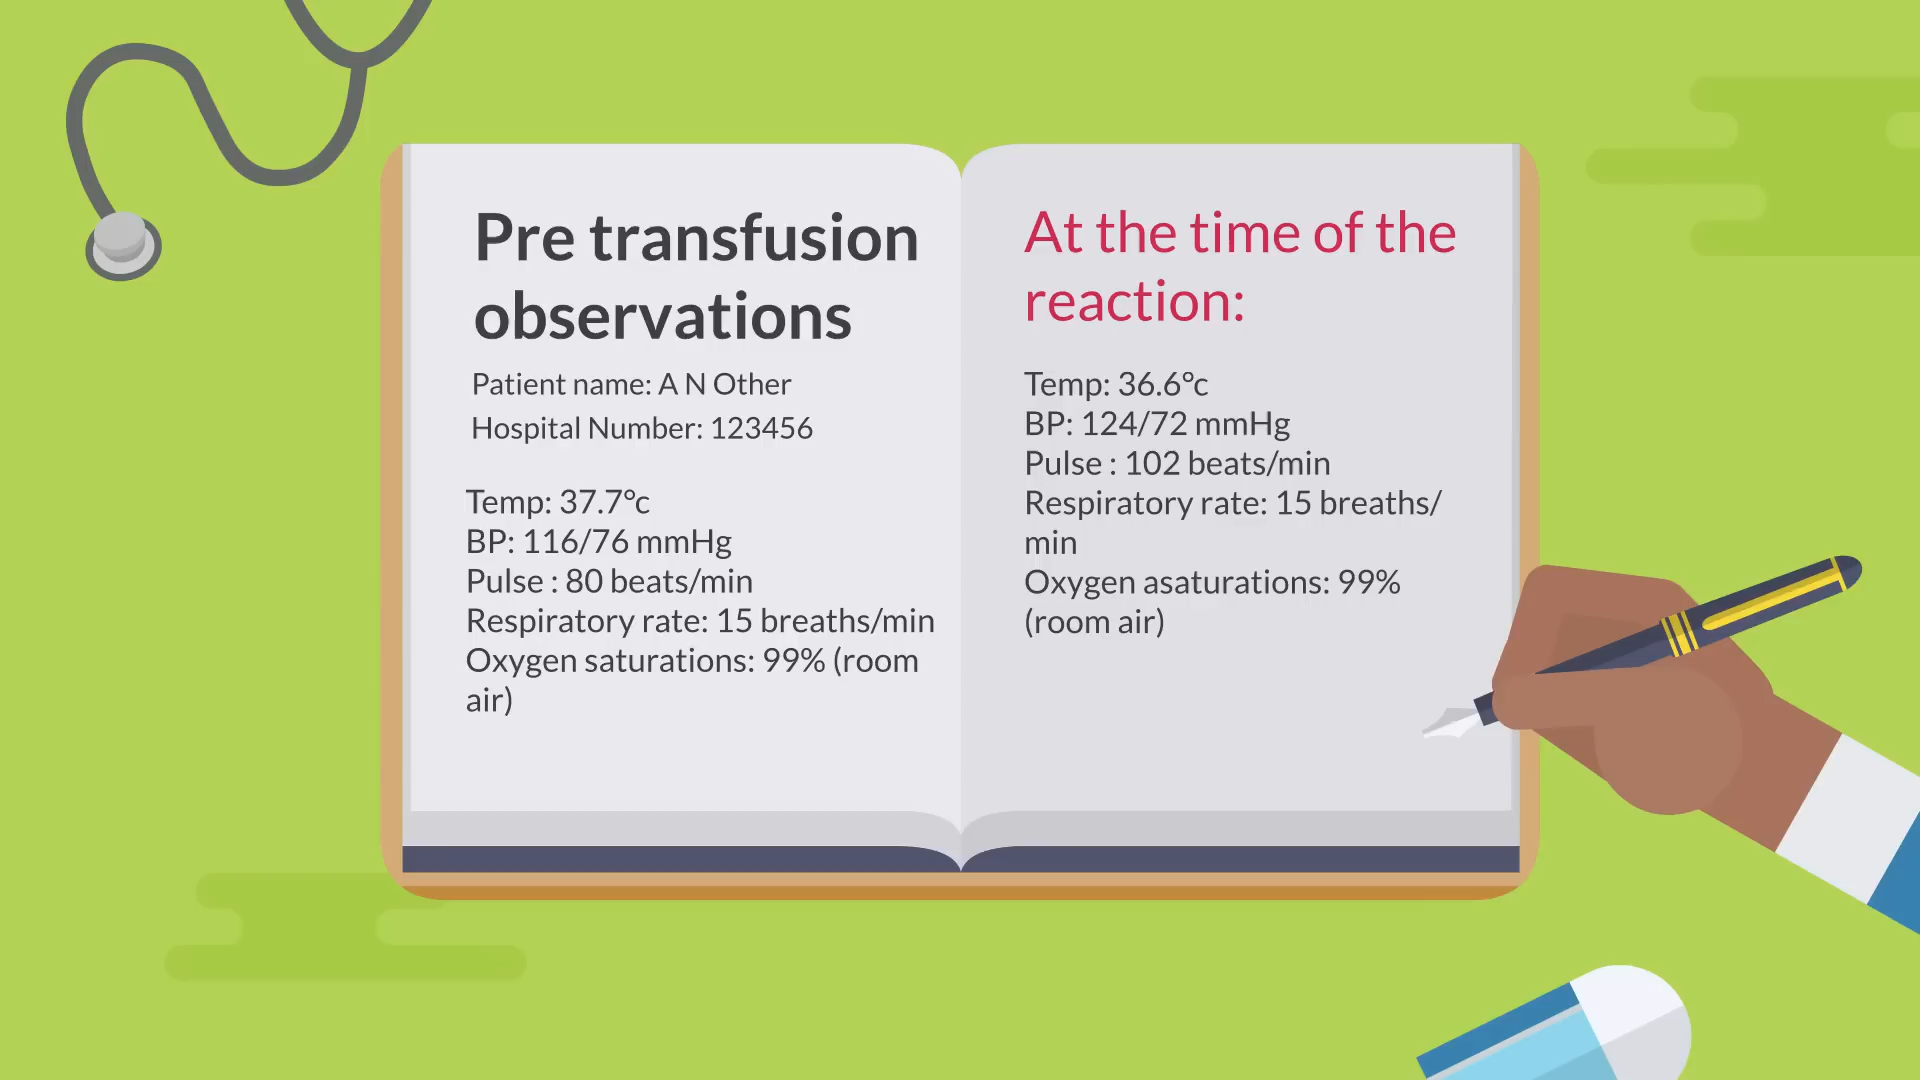 Pre transfusion
observations
Patient name: A N Other
Hospital Number: 123456
Temp: 37.7°c
BP: 116/76 mmHg
Pulse : 80 beats/min
Respiratory rate: 15 breaths/min
Oxygen saturations: 99% (room
air)
At the time of the
reaction:
Temp: 36.6°c
BP: 124/72 mmHg
Pulse : 102 beats/min
Respiratory rate: 15 breaths/
min
Oxygen asaturations: 99%
(room air)